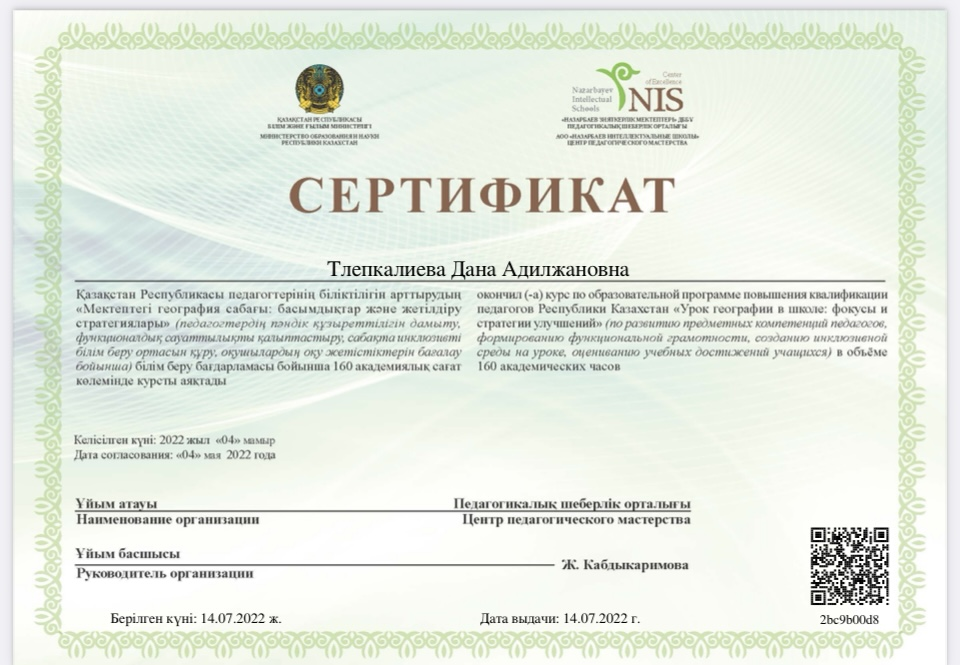 ҚАЗАҚСТАН РЕСПУБЛИКАСЫ
БІЛІМ ЖӘНЕ ҒЫЛЫМ МИНИСТРЛІГІ
МИНИСТЕРСТВО ОБРАЗОВАНИЯ И НАУКИ
РЕСПУБЛИКИ КАЗАХСТАН
Center
of Excellence
Nazarbayev
Intellectual
Schools
NIS
«НАЗАРБАЕВ ЗИЯТКЕРЛІК МЕКТЕПТЕРІ» ДББҰ
ПЕДАГОГИКАЛЫҚ ШЕБЕРЛІК ОРТАЛЫҒЫ
АОО «НАЗАРБАЕВ ИНТЕЛЛЕКТУАЛЬНЫЕ ШКОЛЫ»
ЦЕНТР ПЕДАГОГИЧЕСКОГО МАСТЕРСТВА
СЕРТИФИКАТ
Тлепкалиева Дана Адилжановна
Қазақстан Республикасы педагогтерінің біліктілігін арттырудың
«Мектептегі география сабағы: басымдықтар және жетілдіру
стратегиялары» (педагогтердің пәндік құзыреттілігін дамыту,
функционалдық сауаттылықты қалыптастыру, сабақта инклюзивті
білім беру ортасын құру, оқушылардың оқу жетістіктерін бағалау
бойынша) білім беру бағдарламасы бойынша 160 академиялық сағат
көлемінде курсты аяқтады
окончил (-а) курс по образовательной программе повышения квалификации
педагогов Республики Казахстан «Урок географии в школе: фокусы и
стратегии улучшений» (по развитию предметных компетенций педагогов,
формированию функциональной грамотности, созданию инклюзивной
среды на уроке, оцениванию учебных достижений учащихся) в объёме
160 академических часов
Келісілген күні: 2022 жыл «04» мамыр
Дата согласования: «04» мая 2022 года
Ұйым атауы
Наименование организации
Педагогикалық шеберлік орталығы
Центр педагогического мастерства
Ұйым басшысы
Руководитель организации
Ж. Кабдыкаримова
Берілген күні: 14.07.2022 ж.
Дата выдачи: 14.07.2022 г.
2bc9b00d8